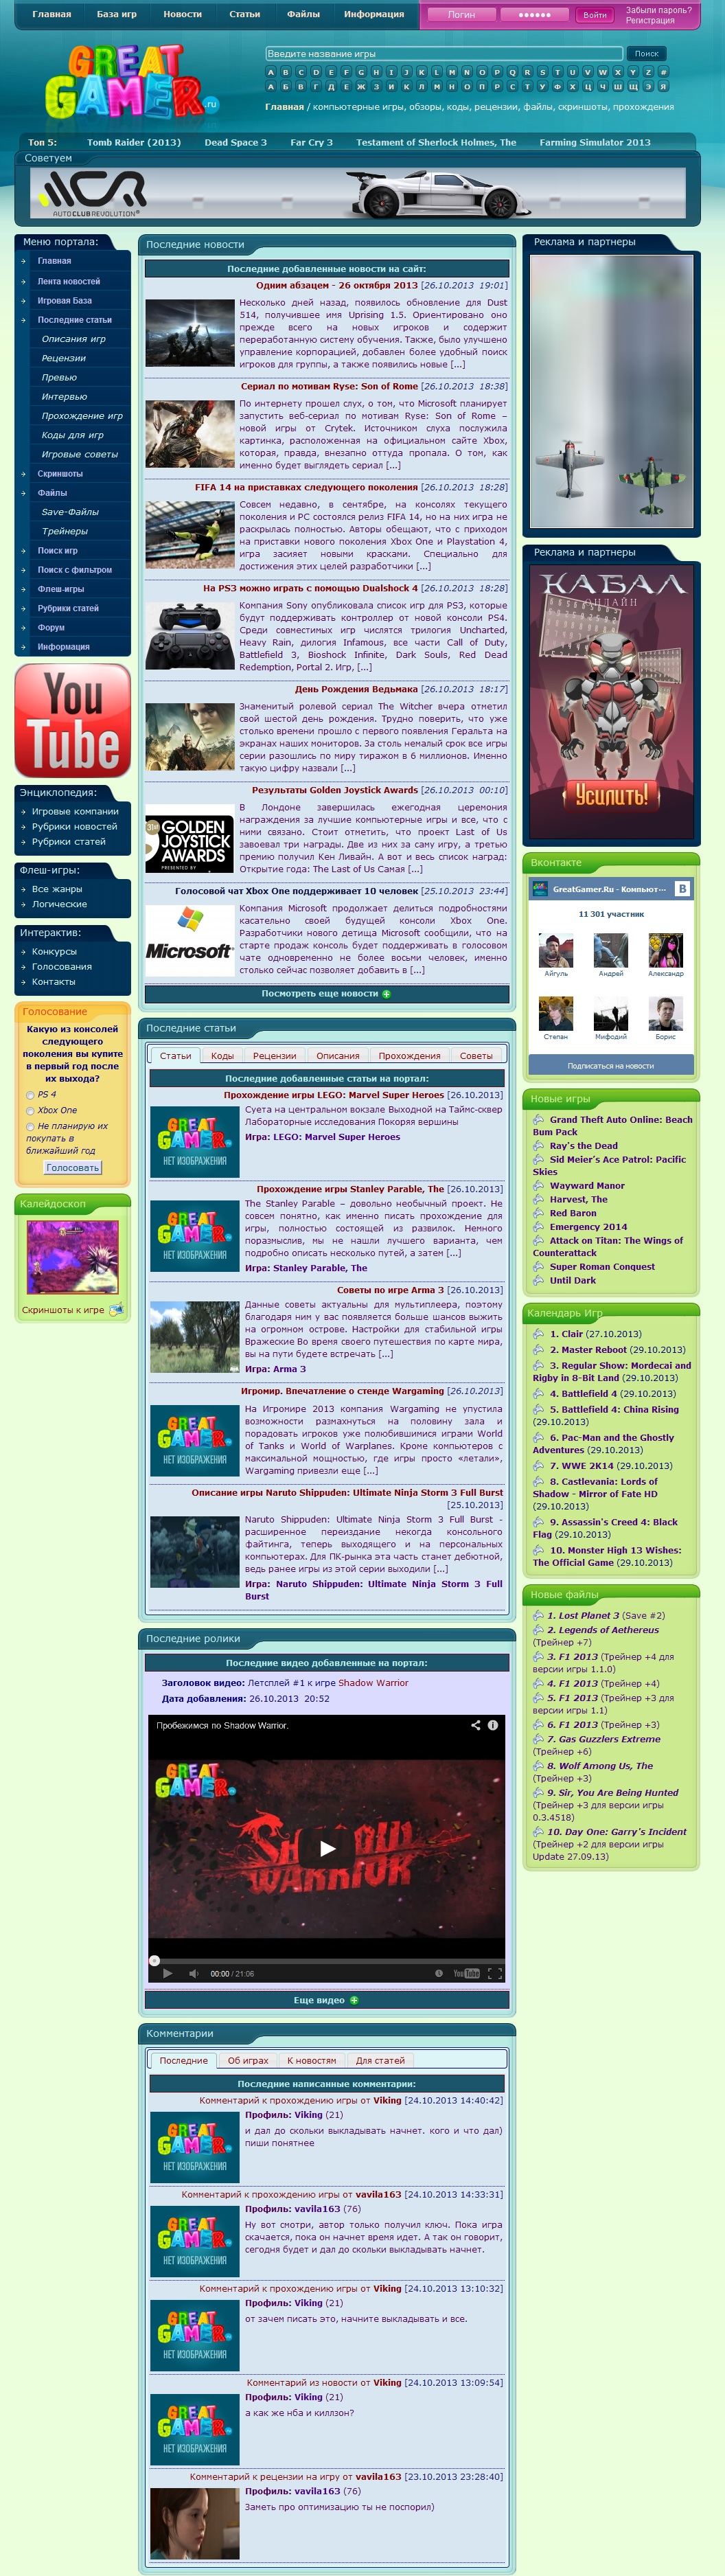 Главная База игр Новости Статьи Файлы Информация
Логин
Войти
Забыли пароль?
Регистрация
GREAT
GAMER.ru
Введите название игры
Поиск
A B C D E F G H I J K L M N O P Q R S T U V W X Y Z #
А Б В Г Д Е Ж З И К Л М Н О П Р С Т У Ф Х Ц Ч Ш Щ Э Я
Главная / компьютерные игры, обзоры, коды, рецензии, файлы, скриншоты, прохождения
Топ 5: Tomb Raider (2013) Dead Space 3 Far Cry 3 Testament of Sherlock Holmes, The Farming Simulator 2013
Советуем
ACR
AUTO CLUB REVOLUTION
Меню портала:
Главная
Лента новостей
Игровая База
Последние статьи
Описания игр
Рецензии
Превью
Интервью
Прохождение игр
Коды для игр
Игровые советы
Скриншоты
Файлы
Save-Файлы
Трейнеры
Поиск игр
Поиск с фильтром
Флеш-игры
Рубрики статей
Форум
Информация
You
Tube
Энциклопедия:
Игровые компании
Рубрики новостей
Рубрики статей
Флеш-игры:
Все жанры
Логические
Интерактив:
Конкурсы
Голосования
Контакты
Голосование
Какую из консолей
следующего
поколения вы купите
в первый год после
их выхода?
PS 4
Xbox One
Не планирую их
покупать в
ближайший год
Голосовать
Калейдоскоп
Скриншоты к игре
Последние новости
Последние добавленные новости на сайт:
Одним абзацем - 26 октября 2013 [26.10.2013 19:01]
Несколько дней назад, появилось обновление для Dust
514, получившее имя Uprising 1.5. Ориентировано оно
прежде всего на новых игроков и содержит
переработанную систему обучения. Также, было улучшено
управление корпорацией, добавлен более удобный поиск
игроков для группы, а также появились новые [...]
Сериал по мотивам Ryse: Son of Rome [26.10.2013 18:38]
По интернету прошел слух, о том, что Microsoft планирует
запустить веб-сериал по мотивам Ryse: Son of Rome –
новой игры от Crytek. Источником слуха послужила
картинка, расположенная на официальном сайте Xbox,
которая, правда, внезапно оттуда пропала. О том, как
именно будет выглядеть сериал [...]
FIFA 14 на приставках следующего поколения [26.10.2013 18:28]
Совсем недавно, в сентябре, на консолях текущего
поколения и PC состоялся релиз FIFA 14, но на них игра не
раскрылась полностью. Авторы обещают, что с приходом
на приставки нового поколения Xbox One и Playstation 4,
игра засияет новыми красками. Специально для
достижения этих целей разработчики [...]
На PS3 можно играть с помощью Dualshock 4 [26.10.2013 18:28]
Компания Sony опубликовала список игр для PS3, которые
будут поддерживать контроллер от новой консоли PS4.
Среди совместимых игр числятся трилогия Uncharted,
Heavy Rain, дилогия Infamous, все части Call of Duty,
Battlefield 3, Bioshock Infinite, Dark Souls, Red Dead
Redemption, Portal 2. Игр, [...]
День Рождения Ведьмака [26.10.2013 18:17]
Знаменитый ролевой сериал The Witcher вчера отметил
свой шестой день рождения. Трудно поверить, что уже
столько времени прошло с первого появления Геральта на
экранах наших мониторов. За столь немалый срок все игры
серии разошлись по миру тиражом в 6 миллионов. Именно
такую цифру назвали [...]
Результаты Golden Joystick Awards [26.10.2013 00:10]
GOLDEN
JOYSTICK
AWARDS
PRESENTED BY
В Лондоне завершилась ежегодная церемония
награждения за лучшие компьютерные игры и все, что с
ними связано. Стоит отметить, что проект Last of Us
завоевал три награды. Две из них за саму игру, а третью
премию получил Кен Ливайн. А вот и весь список наград:
Открытие года: The Last of Us Самая [...]
Голосовой чат Xbox One поддерживает 10 человек [25.10.2013 23:44]
Microsoft
Компания Microsoft продолжает делиться подробностями
касательно своей будущей консоли Xbox One.
Разработчики нового детища Microsoft сообщили, что на
старте продаж консоль будет поддерживать в голосовом
чате одновременно не более восьми человек, именно
столько сейчас позволяет добавить в [...]
Посмотреть еще новости
Последние статьи
Статьи Коды Рецензии Описания Прохождения Советы
Последние добавленные статьи на портал:
Прохождение игры LEGO: Marvel Super Heroes [26.10.2013]
GREAT
GAMER.ru
НЕТ ИЗОБРАЖЕНИЯ
Суета на центральном вокзале Выходной на Таймс-сквер
Лабораторные исследования Покоряя вершины
Игра: LEGO: Marvel Super Heroes
Прохождение игры Stanley Parable, The [26.10.2013]
GREAT
GAMER.ru
НЕТ ИЗОБРАЖЕНИЯ
The Stanley Parable – довольно необычный проект. Не
совсем понятно, как именно писать прохождение для
игры, полностью состоящей из развилок. Немного
поразмыслив, мы не нашли лучшего варианта, чем
подробно описать несколько путей, а затем [...]
Игра: Stanley Parable, The
Советы по игре Arma 3 [26.10.2013]
Данные советы актуальны для мультиплеера, поэтому
благодаря ним у вас появляется больше шансов выжить
на огромном острове. Настройки для стабильной игры
Вражеские Во время своего путешествия по карте мира,
вы на пути будете встречать [...]
Игра: Arma 3
Игромир. Впечатление о стенде Wargaming [26.10.2013]
GREAT
GAMER.ru
НЕТ ИЗОБРАЖЕНИЯ
На Игромире 2013 компания Wargaming не упустила
возможности размахнуться на половину зала и
порадовать игроков уже полюбившимися играми World
of Tanks и World of Warplanes. Кроме компьютеров с
максимальной мощностью, где игры просто «летали»,
Wargaming привезли еще [...]
Описание игры Naruto Shippuden: Ultimate Ninja Storm 3 Full Burst
[25.10.2013]
Naruto Shippuden: Ultimate Ninja Storm 3 Full Burst -
расширенное переиздание некогда консольного
файтинга, теперь выходящего и на персональных
компьютерах. Для ПК-рынка эта часть станет дебютной,
ведь ранее игры из этой серии выходили [...]
Игра: Naruto Shippuden: Ultimate Ninja Storm 3 Full
Burst
Последние ролики
Последние видео добавленные на портал:
Заголовок видео: Летсплей #1 к игре Shadow Warrior
Дата добавления: 26.10.2013 20:52
Пробежимся по Shadow Warrior.
GREAT
GAMER.ru
WARRIOR
00:00 / 21:06
YouTube
Еще видео
Комментарии
Последние Об играх К новостям Для статей
Последние написанные комментарии:
Комментарий к прохождению игры от Viking [24.10.2013 14:40:42]
GREAT
GAMER.ru
НЕТ ИЗОБРАЖЕНИЯ
Профиль: Viking (21)
и дал до скольки выкладывать начнет. кого и что дал)
пиши понятнее
Комментарий к прохождению игры от vavila163 [24.10.2013 14:33:31]
GREAT
GAMER.ru
НЕТ ИЗОБРАЖЕНИЯ
Профиль: vavila163 (76)
Ну вот смотри, автор только получил ключ. Пока игра
скачается, пока он начнет время идет. А так он говорит,
сегодня будет и дал до скольки выкладывать начнет.
Комментарий к прохождению игры от Viking [24.10.2013 13:10:32]
GREAT
GAMER.ru
НЕТ ИЗОБРАЖЕНИЯ
Профиль: Viking (21)
от зачем писать это, начните выкладывать и все.
Комментарий из новости от Viking [24.10.2013 13:09:54]
GREAT
GAMER.ru
НЕТ ИЗОБРАЖЕНИЯ
Профиль: Viking (21)
а как же нба и киллзон?
Комментарий к рецензии на игру от vavila163 [23.10.2013 23:28:40]
Профиль: vavila163 (76)
Заметь про оптимизацию ты не поспорил)
Реклама и партнеры
Реклама и партнеры
КАБАЛ
ОНЛАЙН
Усилить!
Вконтакте
GreatGamer.Ru - Компьют...
B
11 301 участник
Айгуль Андрей Александр
Степан Мифодий Борис
Подписаться на новости
Новые игры
Grand Theft Auto Online: Beach
Bum Pack
Ray's the Dead
Sid Meier's Ace Patrol: Pacific
Skies
Wayward Manor
Harvest, The
Red Baron
Emergency 2014
Attack on Titan: The Wings of
Counterattack
Super Roman Conquest
Until Dark
Календарь Игр
1. Clair (27.10.2013)
2. Master Reboot (29.10.2013)
3. Regular Show: Mordecai and
Rigby in 8-Bit Land (29.10.2013)
4. Battlefield 4 (29.10.2013)
5. Battlefield 4: China Rising
(29.10.2013)
6. Pac-Man and the Ghostly
Adventures (29.10.2013)
7. WWE 2K14 (29.10.2013)
8. Castlevania: Lords of
Shadow - Mirror of Fate HD
(29.10.2013)
9. Assassin's Creed 4: Black
Flag (29.10.2013)
10. Monster High 13 Wishes:
The Official Game (29.10.2013)
Новые файлы
1. Lost Planet 3 (Save #2)
2. Legends of Aethereus
(Трейнер +7)
3. F1 2013 (Трейнер +4 для
версии игры 1.1.0)
4. F1 2013 (Трейнер +4)
5. F1 2013 (Трейнер +3 для
версии игры 1.1)
6. F1 2013 (Трейнер +3)
7. Gas Guzzlers Extreme
(Трейнер +6)
8. Wolf Among Us, The
(Трейнер +3)
9. Sir, You Are Being Hunted
(Трейнер +3 для версии игры
0.3.4518)
10. Day One: Garry's Incident
(Трейнер +2 для версии игры
Update 27.09.13)